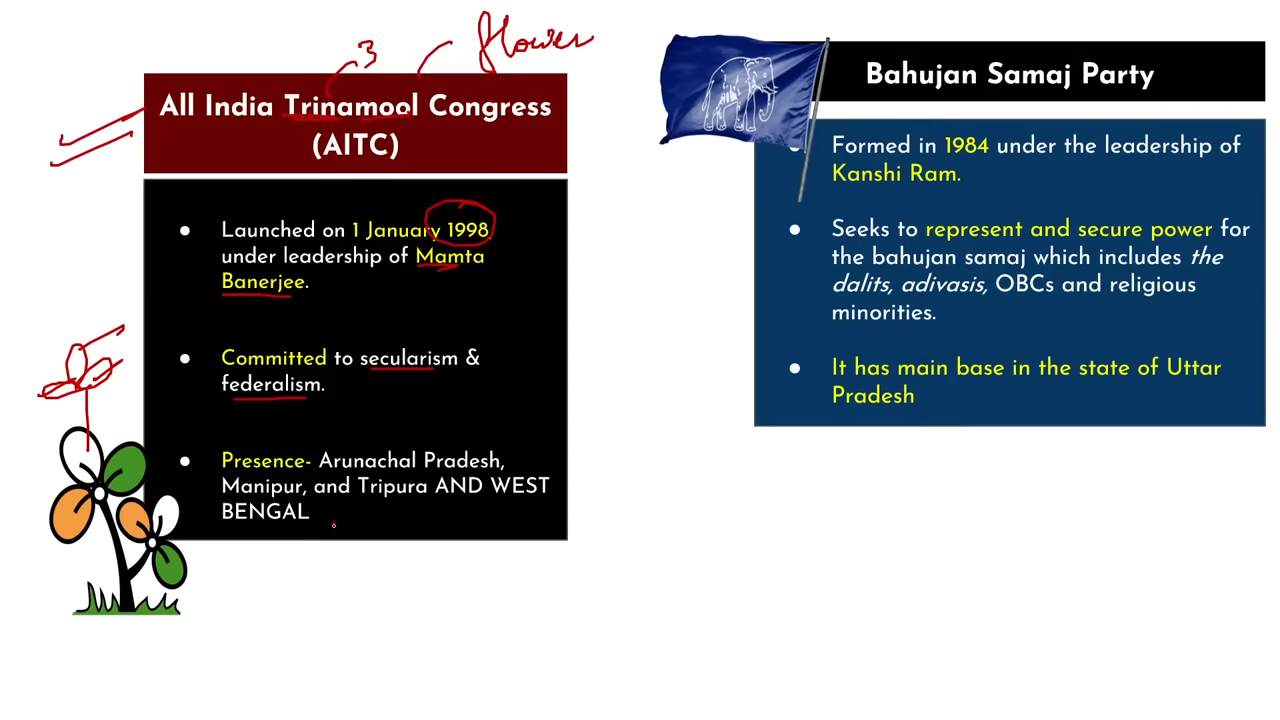 3
flower
All India Trinamool Congress
(AITC)
● Launched on 1 January 1998,
under leadership of Mamta
Banerjee.
● Committed to secularism &
federalism.
● Presence- Arunachal Pradesh,
Manipur, and Tripura AND WEST
BENGAL
Bahujan Samaj Party
● Formed in 1984 under the leadership of
Kanshi Ram.
● Seeks to represent and secure power for
the bahujan samaj which includes the
dalits, adivasis, OBCs and religious
minorities.
● It has main base in the state of Uttar
Pradesh